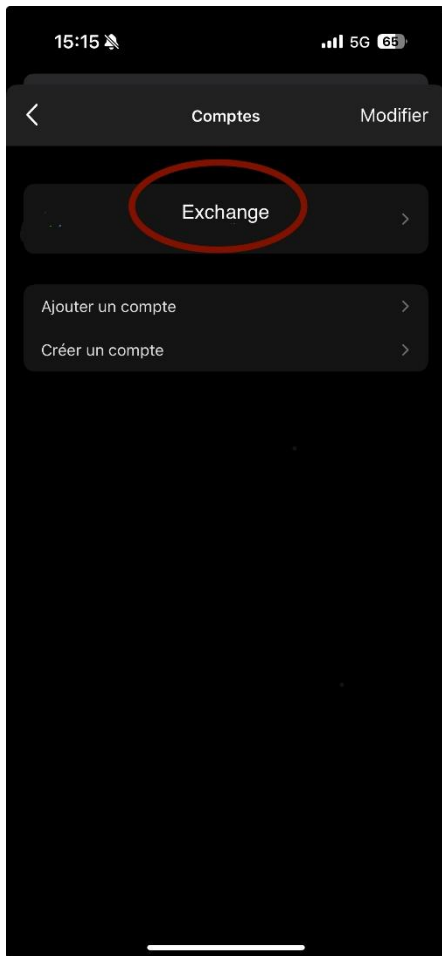 15:15 5G 65
Comptes Modifier
Exchange
Ajouter un compte
Créer un compte